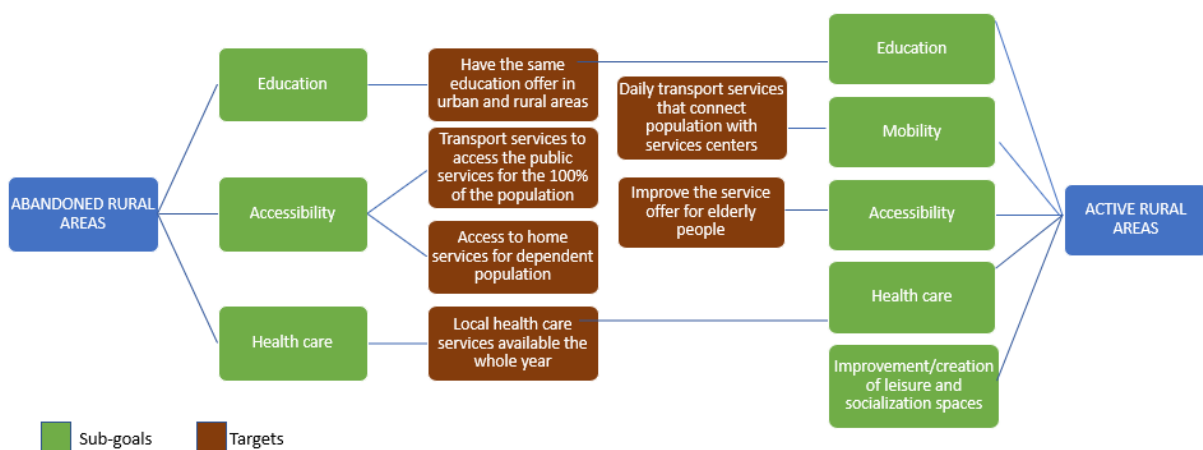 ABANDONED RURAL
AREAS
Education
Accessibility
Health care
Have the same
education offer in
urban and rural areas
Transport services to
access the public
services for the 100%
of the population
Access to home
services for dependent
population
Local health care
services available the
whole year
Daily transport services
that connect
population with
services centers
Improve the service
offer for elderly
people
Education
Mobility
Accessibility
Health care
Improvement/creation
of leisure and
socialization spaces
ACTIVE RURAL
AREAS
Sub-goals
Targets